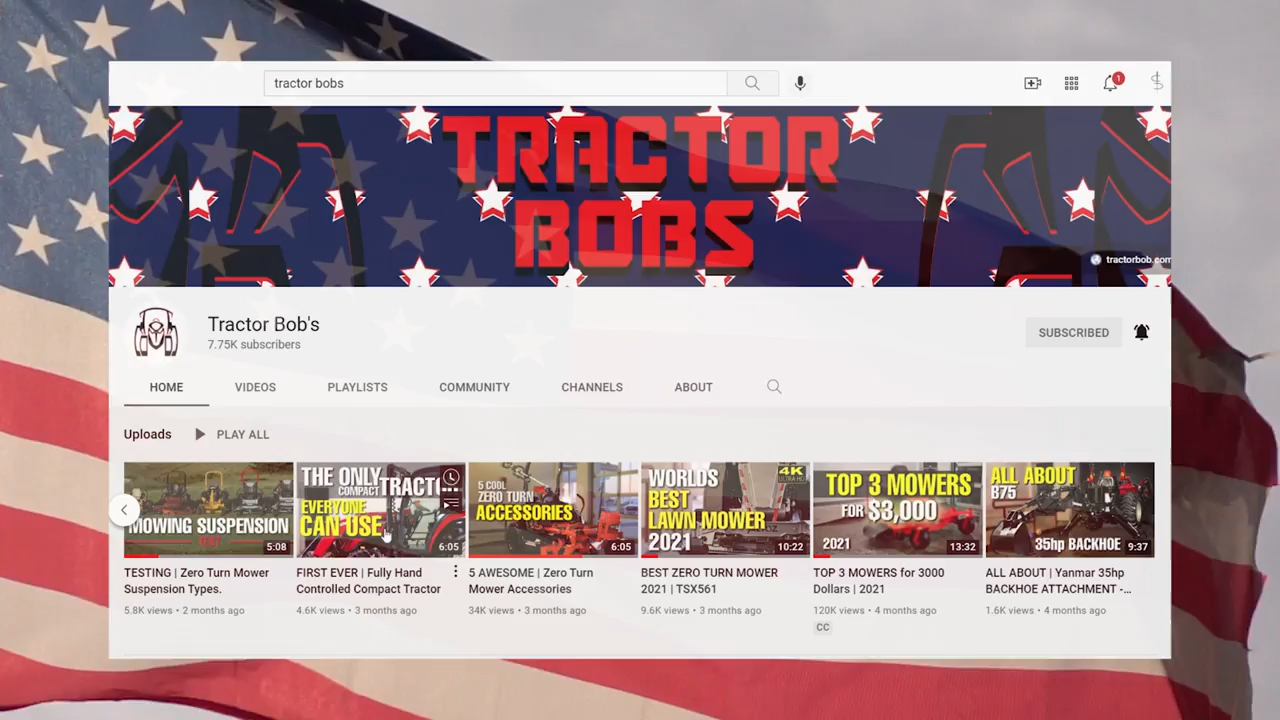 tractor bobs
1
TRACTOR
BOBS
tractorbob.com
Tractor Bob's
7.75K subscribers
SUBSCRIBED
HOME VIDEOS PLAYLISTS COMMUNITY CHANNELS ABOUT
Uploads PLAY ALL
MOWING SUSPENSION
TEST
5:08
THE ONLY
COMPACT TRACT
EVERYONE
CAN USE
6:05
5 COOL
ZERO TURN
ACCESSORIES
6:05
WORLDS
BEST
LAWN MOWER
2021
4K
ULTRA HD
10:22
TOP 3 MOWERS
FOR $3,000
2021
13:32
ALL ABOUT
B75
35hp BACKHOE
9:37
TESTING | Zero Turn Mower
Suspension Types.
5.8K views • 2 months ago
FIRST EVER | Fully Hand
Controlled Compact Tractor
4.6K views • 3 months ago
5 AWESOME | Zero Turn
Mower Accessories
34K views • 3 months ago
BEST ZERO TURN MOWER
2021 | TSX561
9.6K views • 3 months ago
TOP 3 MOWERS for 3000
Dollars | 2021
120K views • 4 months ago
CC
ALL ABOUT | Yanmar 35hp
BACKHOE ATTACHMENT -...
1.6K views • 4 months ago